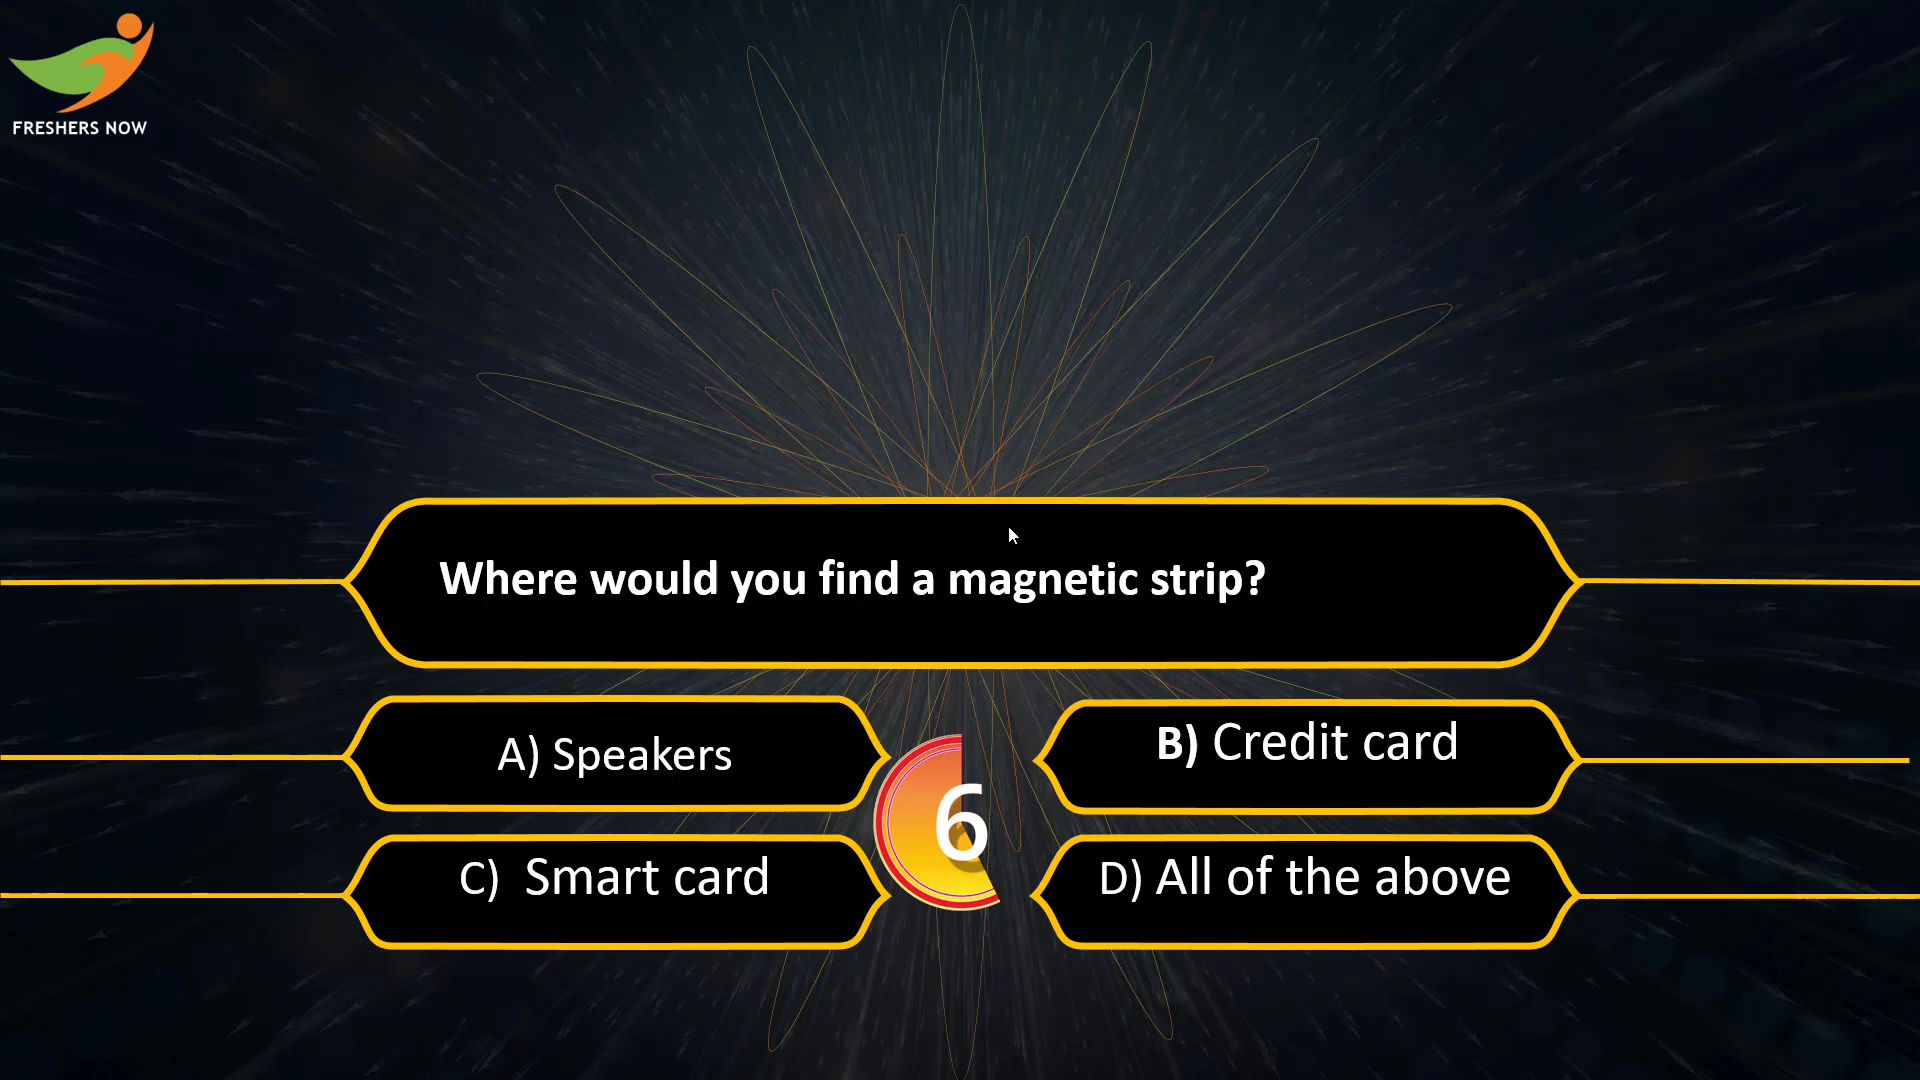 FRESHERS NOW
Where would you find a magnetic strip?
A) Speakers
B) Credit card
6
C) Smart card
D) All of the above